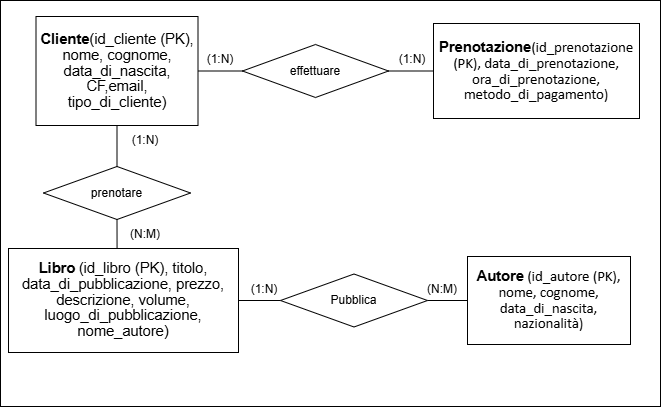 Cliente(id_cliente (PK),
nome, cognome,
data_di_nascita,
CF,email,
tipo_di_cliente)
(1:N)
effettuare
(1:N)
Prenotazione(id_prenotazione
(PK), data_di_prenotazione,
ora_di_prenotazione,
metodo_di_pagamento)
(1:N)
prenotare
(N:M)
Libro (id_libro (PK), titolo,
data_di_pubblicazione, prezzo,
descrizione, volume,
luogo_di_pubblicazione,
nome_autore)
(1:N)
Pubblica
(N:M)
Autore (id_autore (PK),
nome, cognome,
data_di_nascita,
nazionalità)